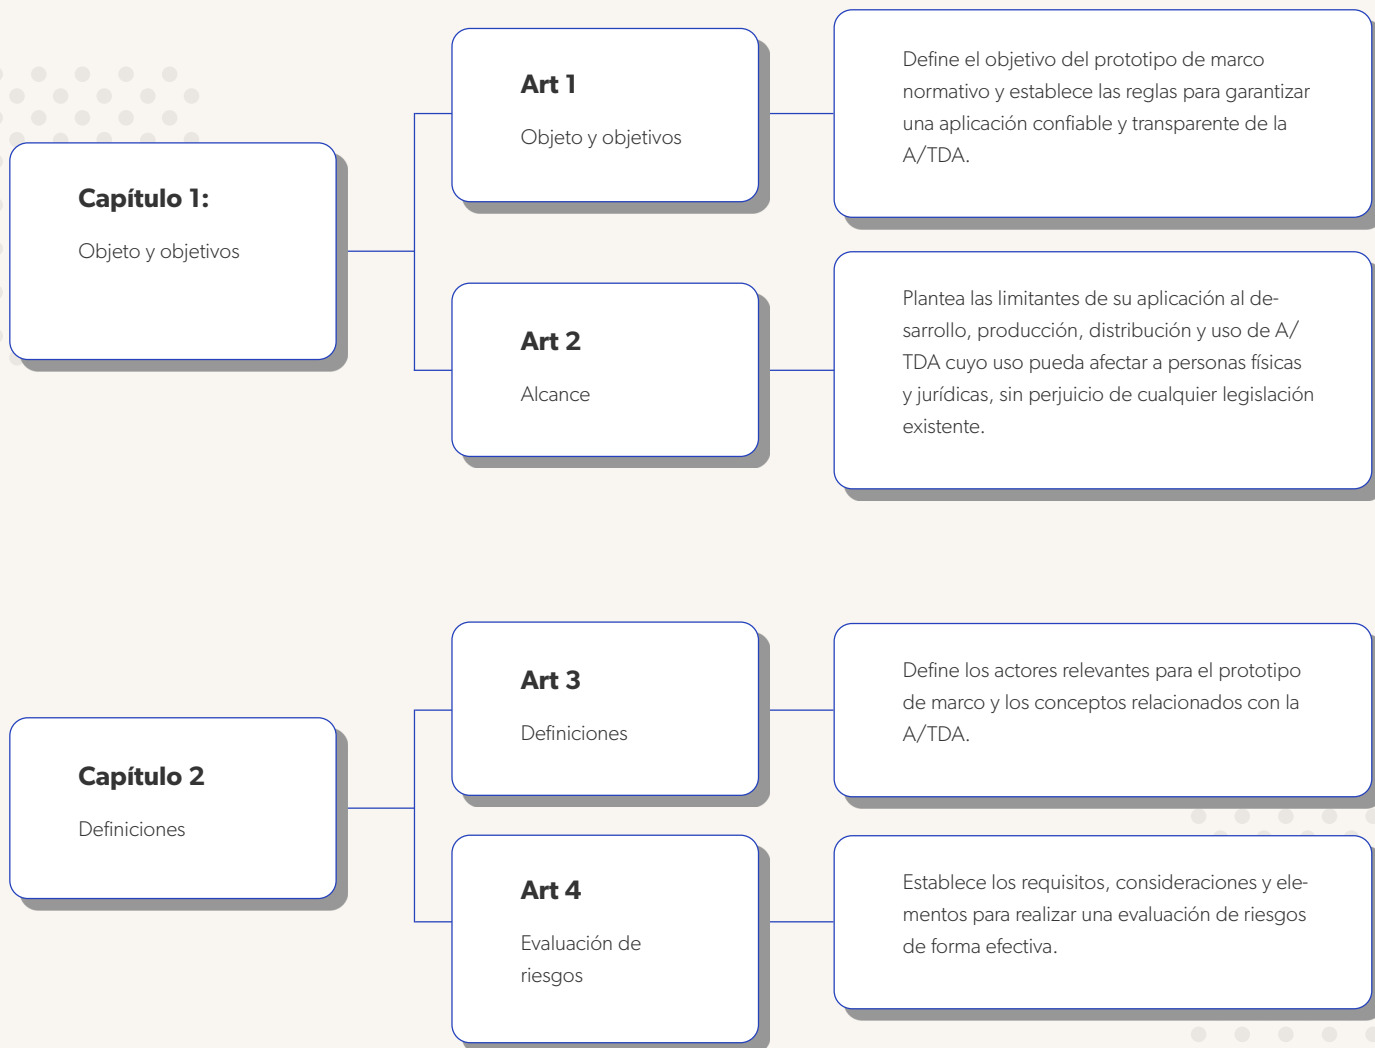 Capítulo 1:
Objeto y objetivos
Art 1
Objeto y objetivos
Define el objetivo del prototipo de marco
normativo y establece las reglas para garantizar
una aplicación confiable y transparente de la
A/TDA.
Art 2
Alcance
Plantea las limitantes de su aplicación al de-
sarrollo, producción, distribución y uso de A/
TDA cuyo uso pueda afectar a personas físicas
y jurídicas, sin perjuicio de cualquier legislación
existente.
Capítulo 2
Definiciones
Art 3
Definiciones
Define los actores relevantes para el prototipo
de marco y los conceptos relacionados con la
A/TDA.
Art 4
Evaluación de
riesgos
Establece los requisitos, consideraciones y ele-
mentos para realizar una evaluación de riesgos
de forma efectiva.